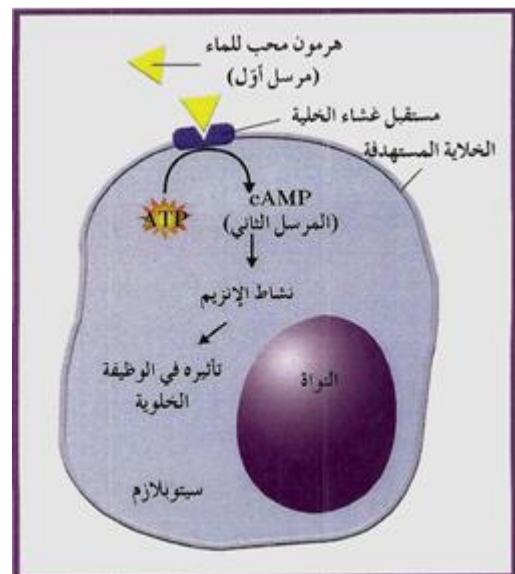 هرمون محب للماء
(مرسل أوّل)
مستقبل غشاء الخلية
الخلاية المستهدفة
cAMP
ATP
(المرسل الثاني)
نشاط الإنزيم
تأثيره في الوظيفة
الخلوية
النواة
سيتوبلازم